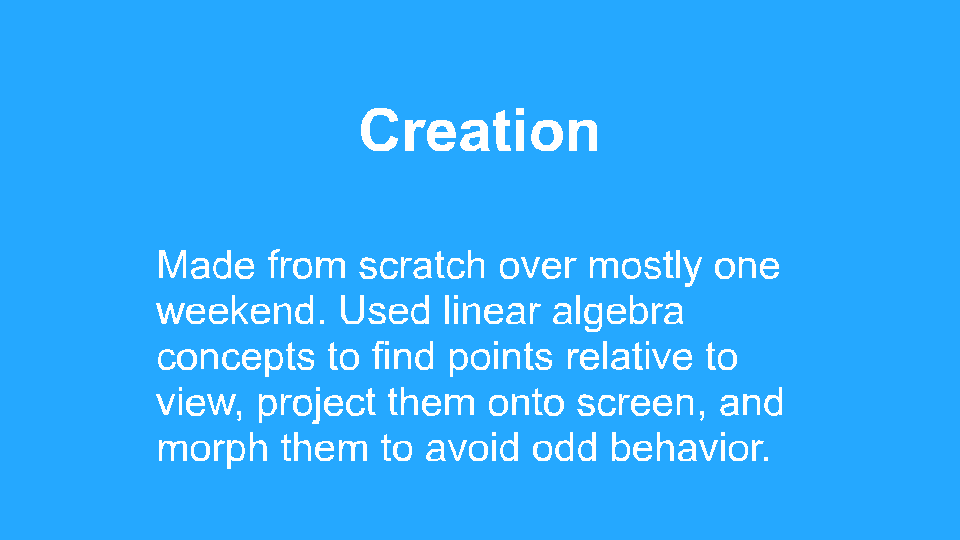 Creation
Made from scratch over mostly one
weekend. Used linear algebra
concepts to find points relative to
view, project them onto screen, and
morph them to avoid odd behavior.